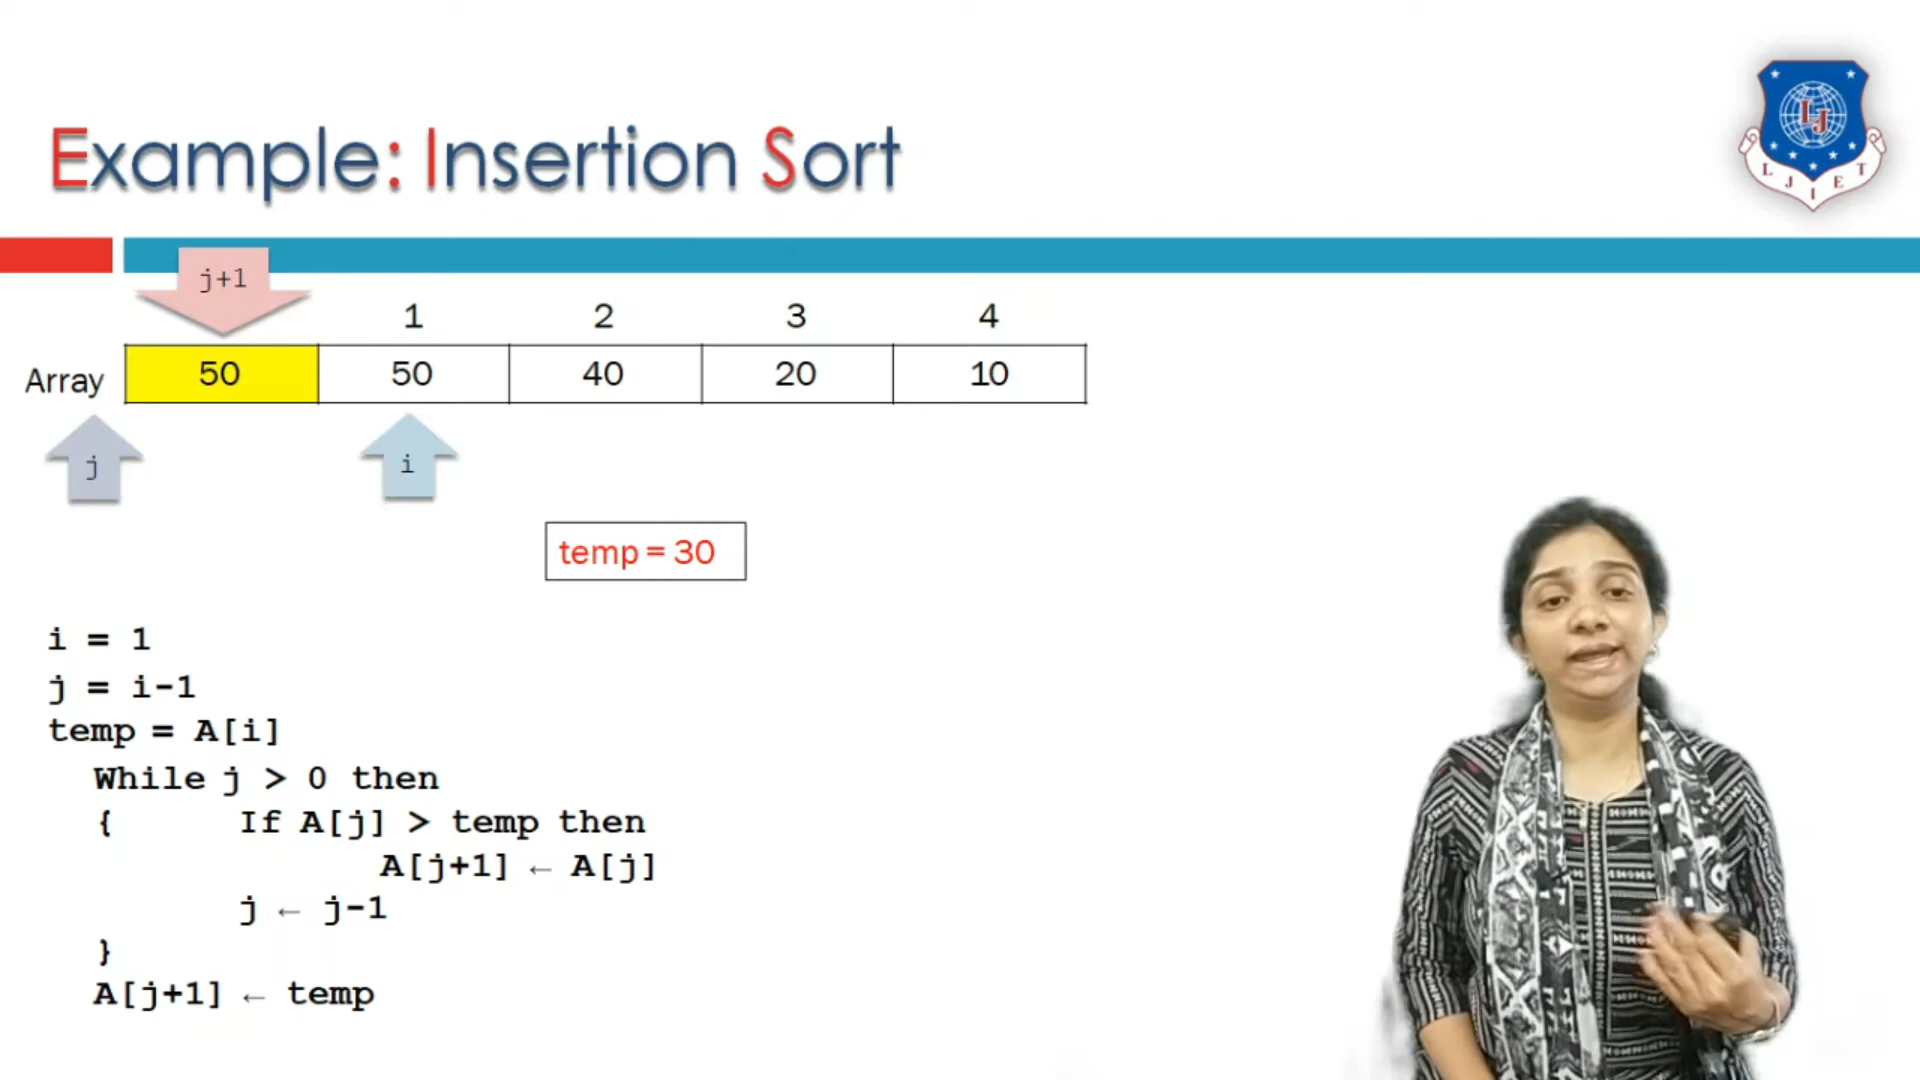 Example: Insertion Sort
LJ
L J I E T
j+1
1 2 3 4
Array 50 50 40 20 10
j i
temp = 30
i = 1
j = i-1
temp = A[i]
While j > 0 then
{ If A[j] > temp then
A[j+1] ← A[j]
j ← j-1
}
A[j+1] ← temp